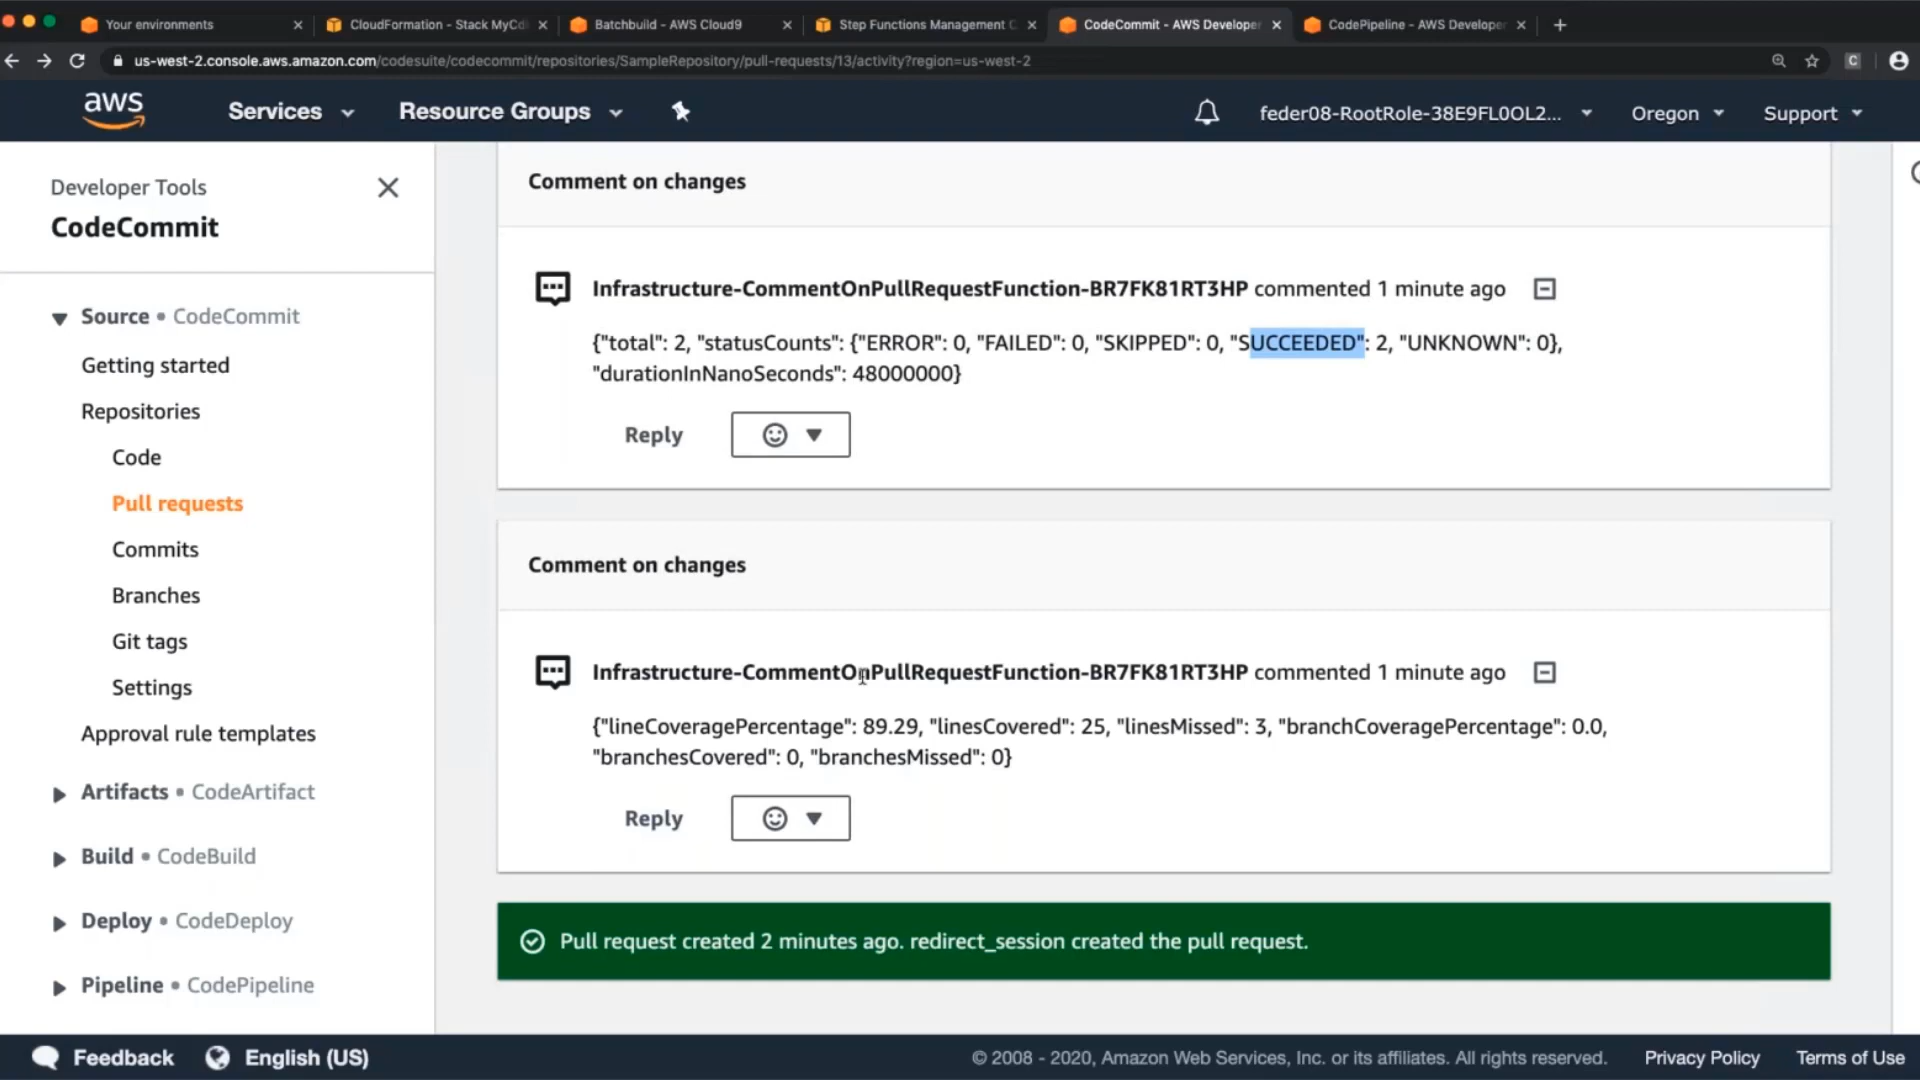 Your environments
CloudFormation - Stack MyCd
Batchbuild - AWS Cloud9
Step Functions Management C
CodeCommit - AWS Developer
CodePipeline - AWS Developer
us-west-2.console.aws.amazon.com/codesuite/codecommit/repositories/SampleRepository/pull-requests/13/activity?region=us-west-2
C
aws
Services
Resource Groups
feder08-RootRole-38E9FL0OL2...
Oregon
Support
Developer Tools
CodeCommit
Source • CodeCommit
Getting started
Repositories
Code
Pull requests
Commits
Branches
Git tags
Settings
Approval rule templates
Artifacts • CodeArtifact
Build • CodeBuild
Deploy • CodeDeploy
Pipeline • CodePipeline
Comment on changes
Infrastructure-CommentOnPullRequestFunction-BR7FK81RT3HP commented 1 minute ago
{"total": 2, "statusCounts": {"ERROR": 0, "FAILED": 0, "SKIPPED": 0, "SUCCEEDED": 2, "UNKNOWN": 0},
"durationInNanoSeconds": 48000000}
Reply
Comment on changes
Infrastructure-CommentOnPullRequestFunction-BR7FK81RT3HP commented 1 minute ago
{"lineCoveragePercentage": 89.29, "linesCovered": 25, "linesMissed": 3, "branchCoveragePercentage": 0.0,
"branchesCovered": 0, "branchesMissed": 0}
Reply
Pull request created 2 minutes ago. redirect_session created the pull request.
Feedback
English (US)
© 2008 - 2020, Amazon Web Services, Inc. or its affiliates. All rights reserved.
Privacy Policy
Terms of Use